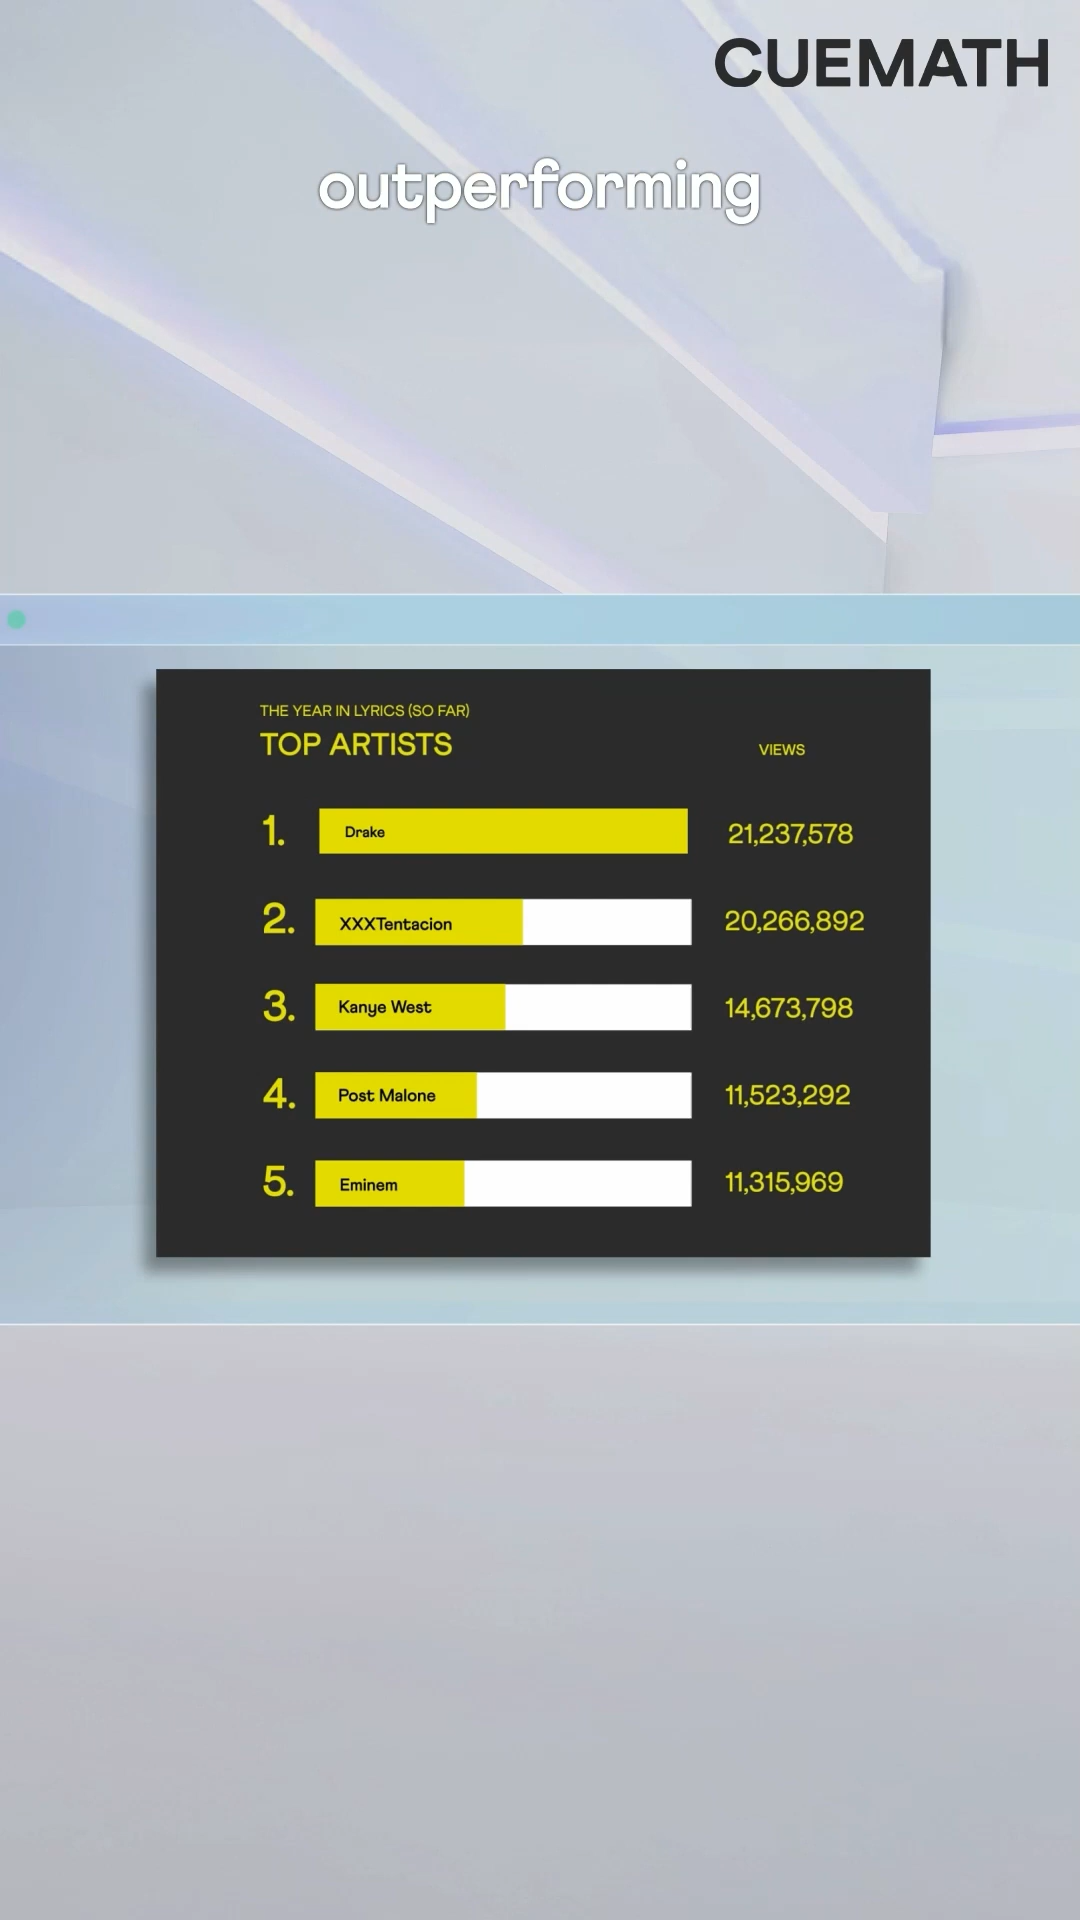 CUEMATH
outperforming
THE YEAR IN LYRICS (SO FAR)
TOP ARTISTS
VIEWS
1. Drake 21,237,578
2. XXXTentacion 20,266,892
3. Kanye West 14,673,798
4. Post Malone 11,523,292
5. Eminem 11,315,969